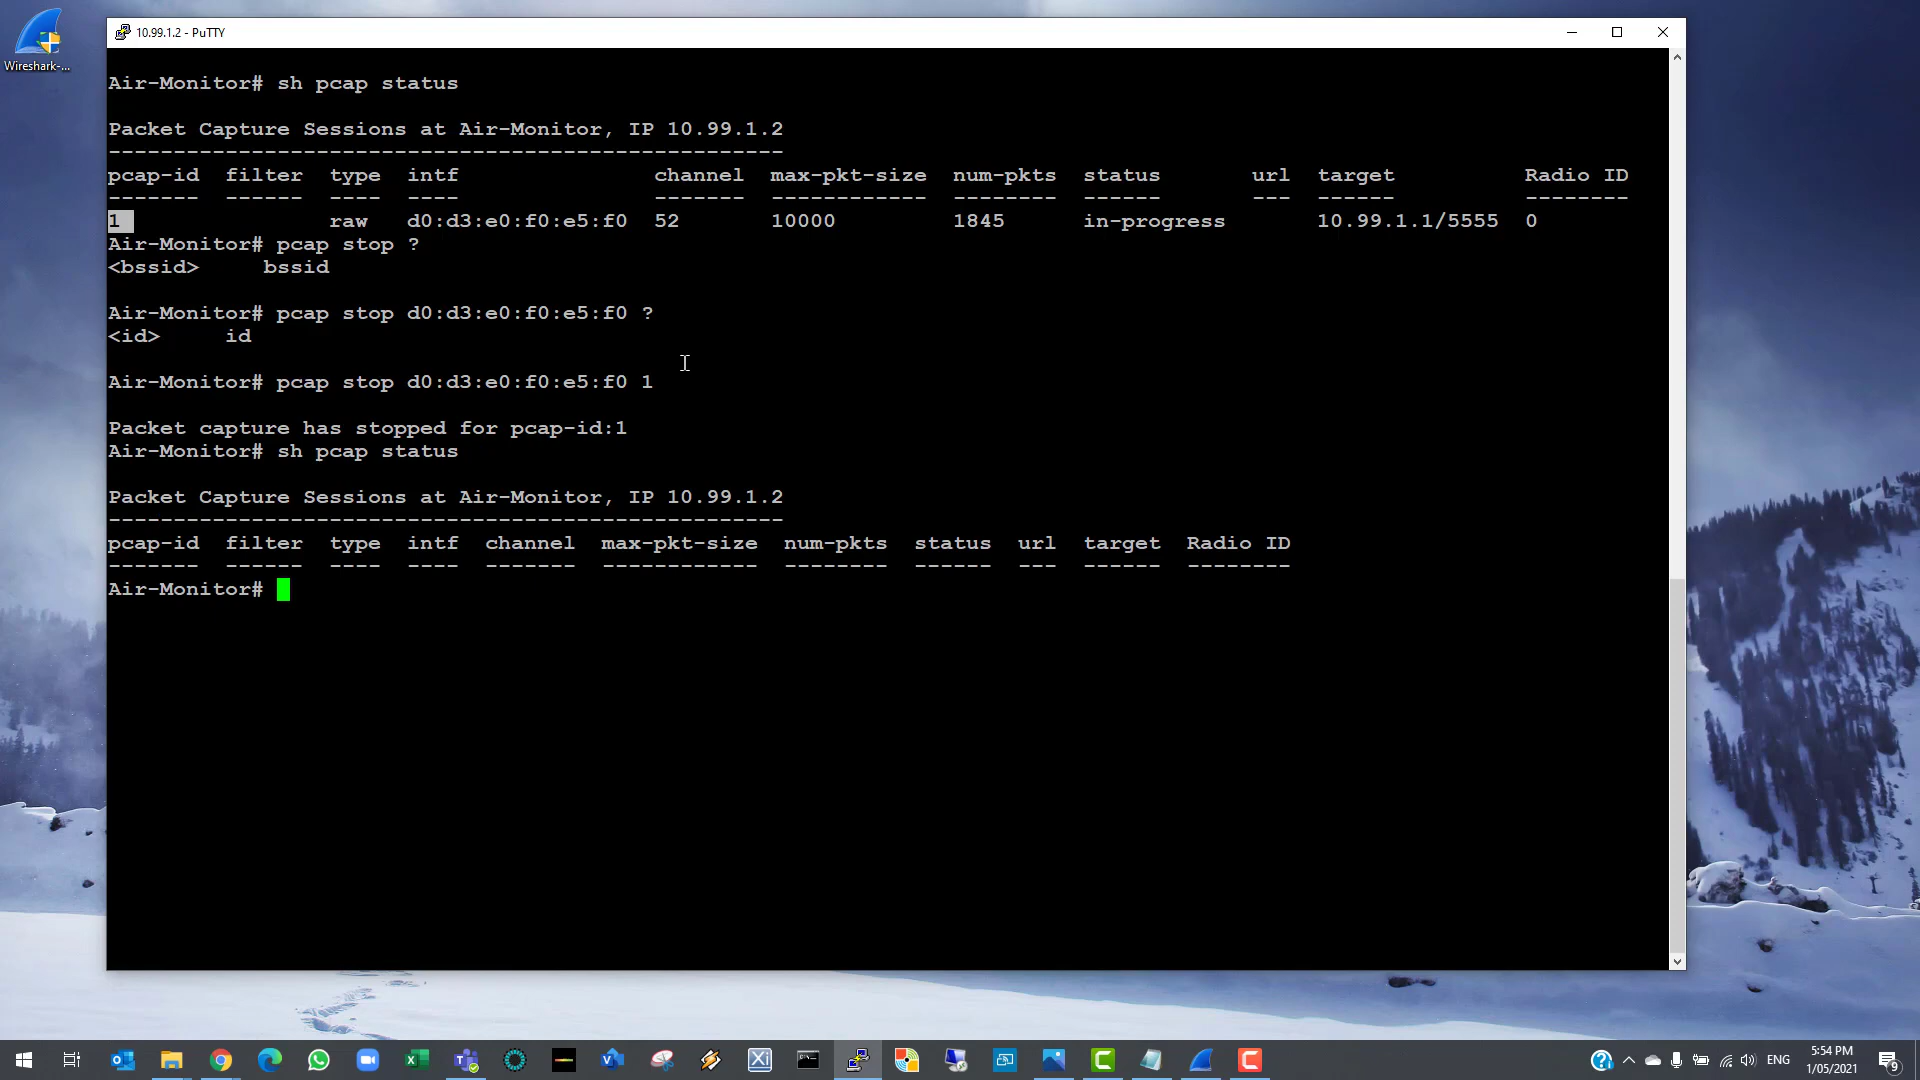 Wireshark-...
10.99.1.2 - PuTTY
Air-Monitor# sh pcap status
Packet Capture Sessions at Air-Monitor, IP 10.99.1.2
----------------------------------------------------
pcap-id filter type intf channel max-pkt-size num-pkts status url target Radio ID
------- ------ ---- ---- ------- ------------ -------- ------ --- ------ --------
1 raw d0:d3:e0:f0:e5:f0 52 10000 1845 in-progress 10.99.1.1/5555 0
Air-Monitor# pcap stop ?
<bssid> bssid
Air-Monitor# pcap stop d0:d3:e0:f0:e5:f0 ?
<id> id
Air-Monitor# pcap stop d0:d3:e0:f0:e5:f0 1
Packet capture has stopped for pcap-id:1
Air-Monitor# sh pcap status
Packet Capture Sessions at Air-Monitor, IP 10.99.1.2
----------------------------------------------------
pcap-id filter type intf channel max-pkt-size num-pkts status url target Radio ID
------- ------ ---- ---- ------- ------------ -------- ------ --- ------ --------
Air-Monitor#
ENG
5:54 PM
1/05/2021
9